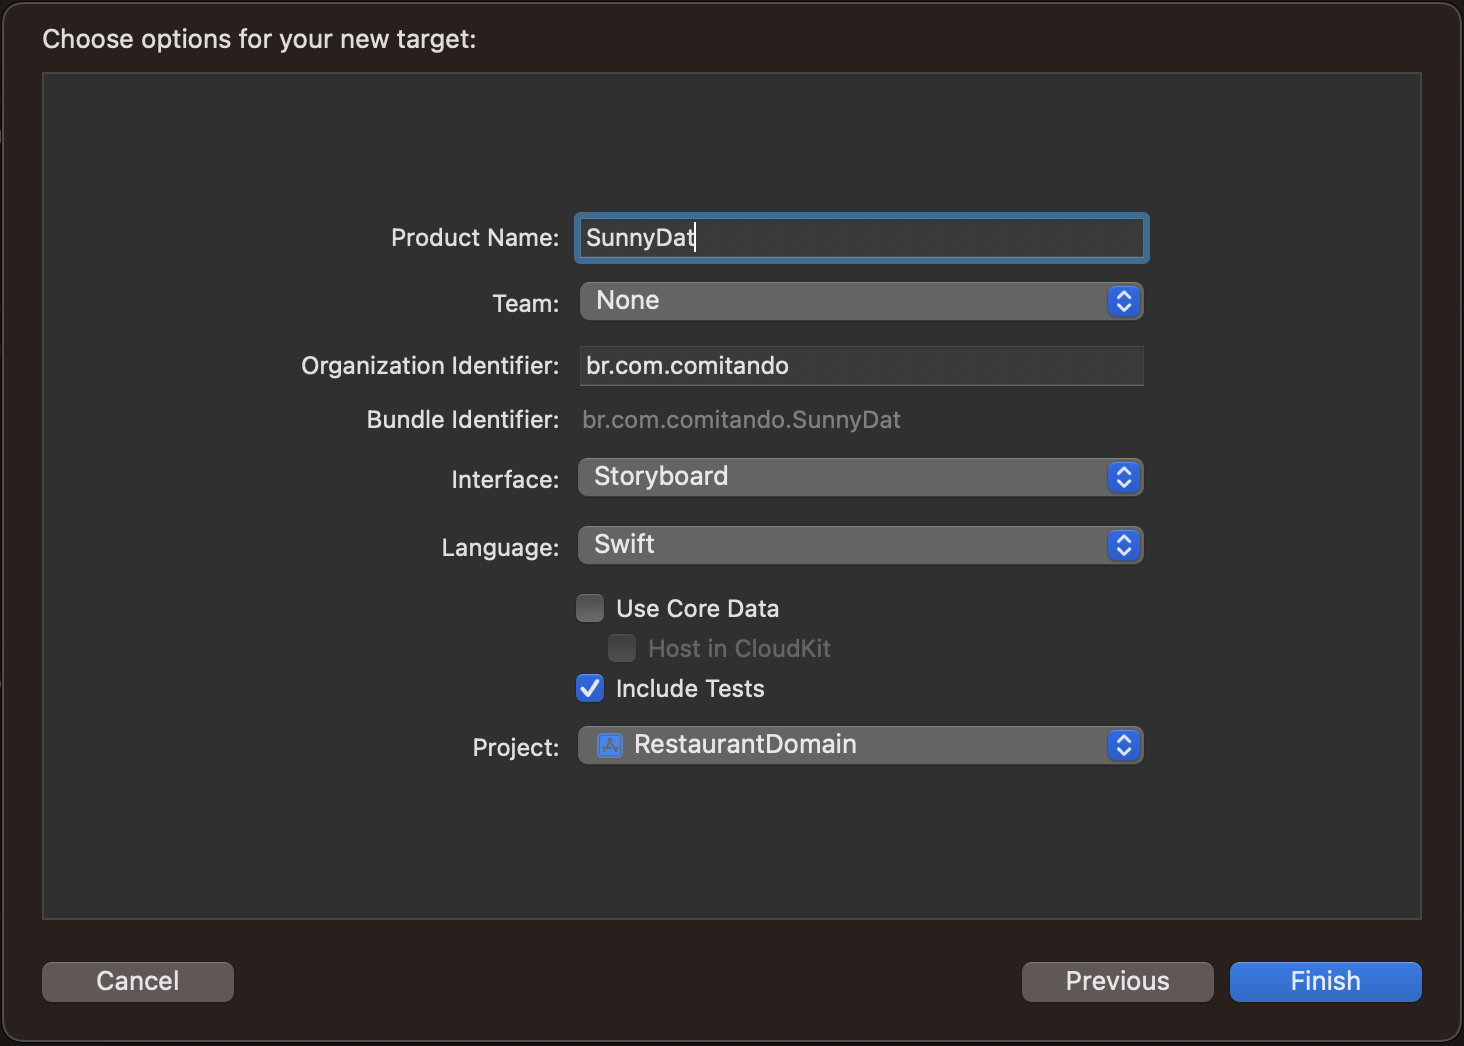 Choose options for your new target:
Product Name: SunnyDat
Team: None
Organization Identifier: br.com.comitando
Bundle Identifier: br.com.comitando.SunnyDat
Interface: Storyboard
Language: Swift
Use Core Data
Host in CloudKit
Include Tests
Project: RestaurantDomain
Cancel Previous Finish